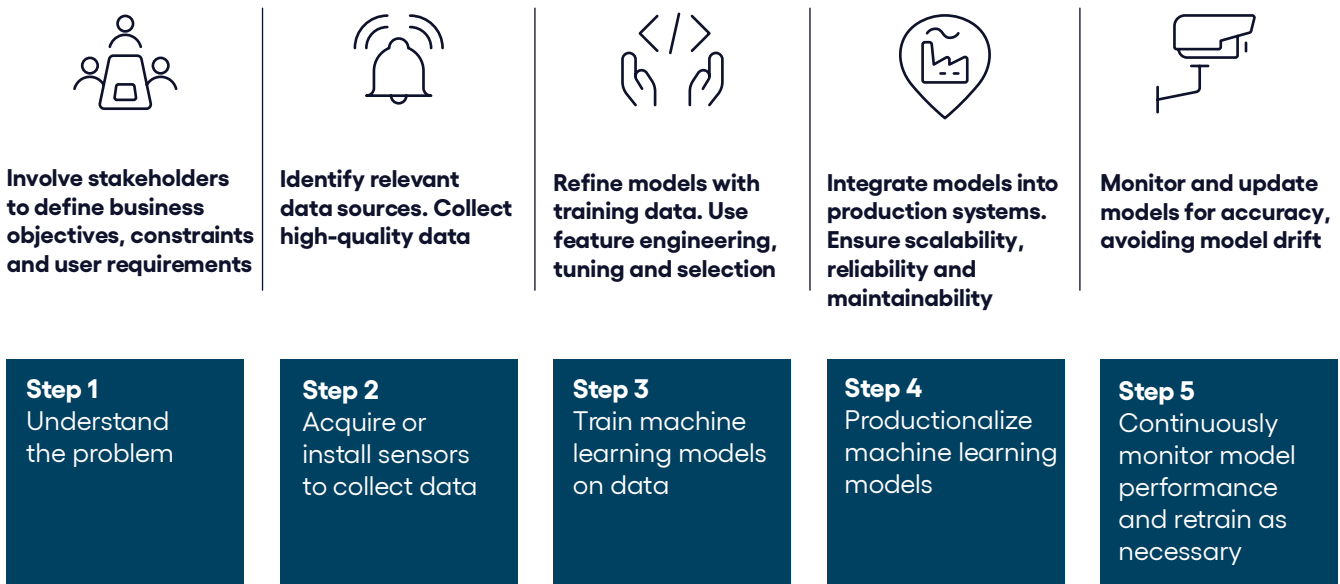 Involve stakeholders
to define business
objectives, constraints
and user requirements
Identify relevant
data sources. Collect
high-quality data
Refine models with
training data. Use
feature engineering,
tuning and selection
Integrate models into
production systems.
Ensure scalability,
reliability and
maintainability
Monitor and update
models for accuracy,
avoiding model drift
Step 1
Understand
the problem
Step 2
Acquire or
install sensors
to collect data
Step 3
Train machine
learning models
on data
Step 4
Productionalize
machine learning
models
Step 5
Continuously
monitor model
performance
and retrain as
necessary